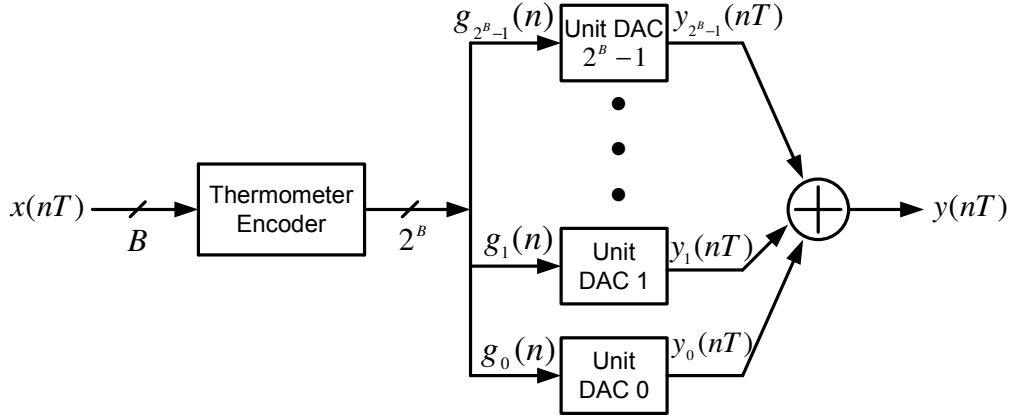 g_{2^B-1}(n)
Unit DAC
2^B − 1
y_{2^B-1}(nT)
x(nT)
B
Thermometer
Encoder
2^B
y(nT)
g_1(n)
Unit
DAC 1
y_1(nT)
g_0(n)
Unit
DAC 0
y_0(nT)